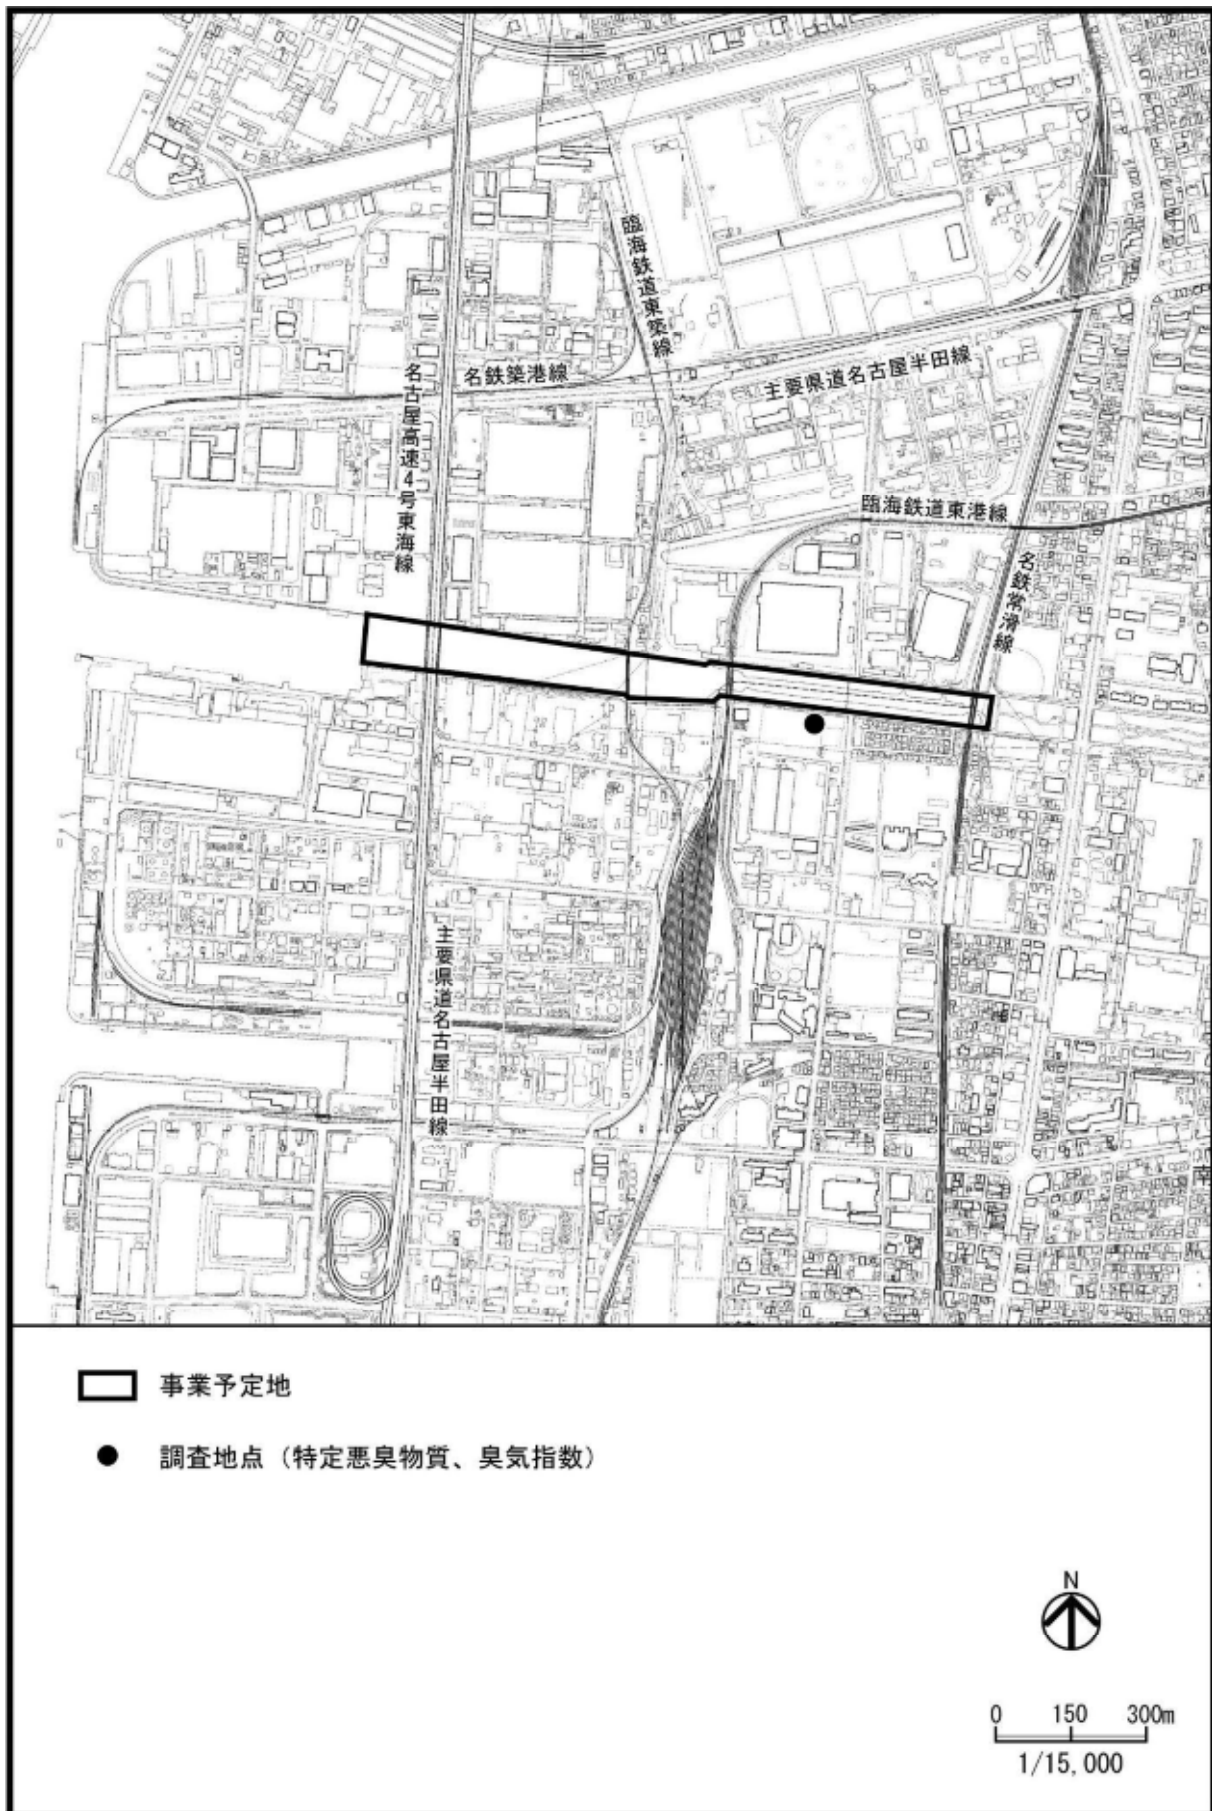 臨海鉄道東築線
名鉄築港線
主要県道名古屋半田線
名古屋高速4号東海線
臨海鉄道東港線
名鉄常滑線
主要県道名古屋半田線
南
事業予定地
調査地点（特定悪臭物質、臭気指数）
N
0 150 300m
1/15,000